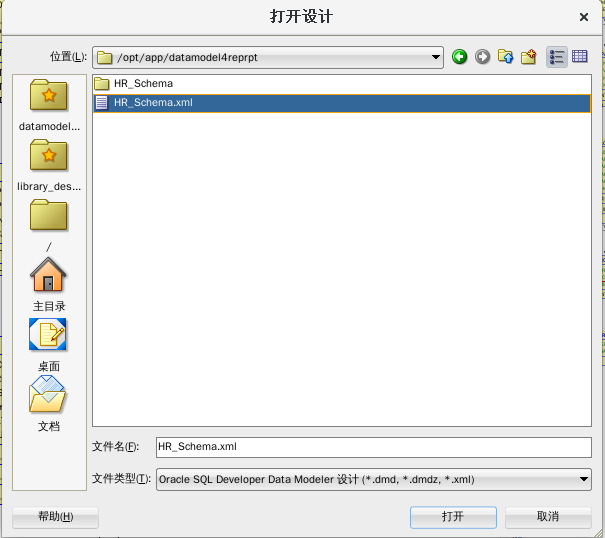 打开设计
位置(L):
/opt/app/datamodel4reprpt
datamodel...
library_des...
/
主目录
桌面
文档
HR_Schema
HR_Schema.xml
文件名(F):
HR_Schema.xml
文件类型(T):
Oracle SQL Developer Data Modeler 设计 (*.dmd, *.dmdz, *.xml)
帮助(H)
打开
取消